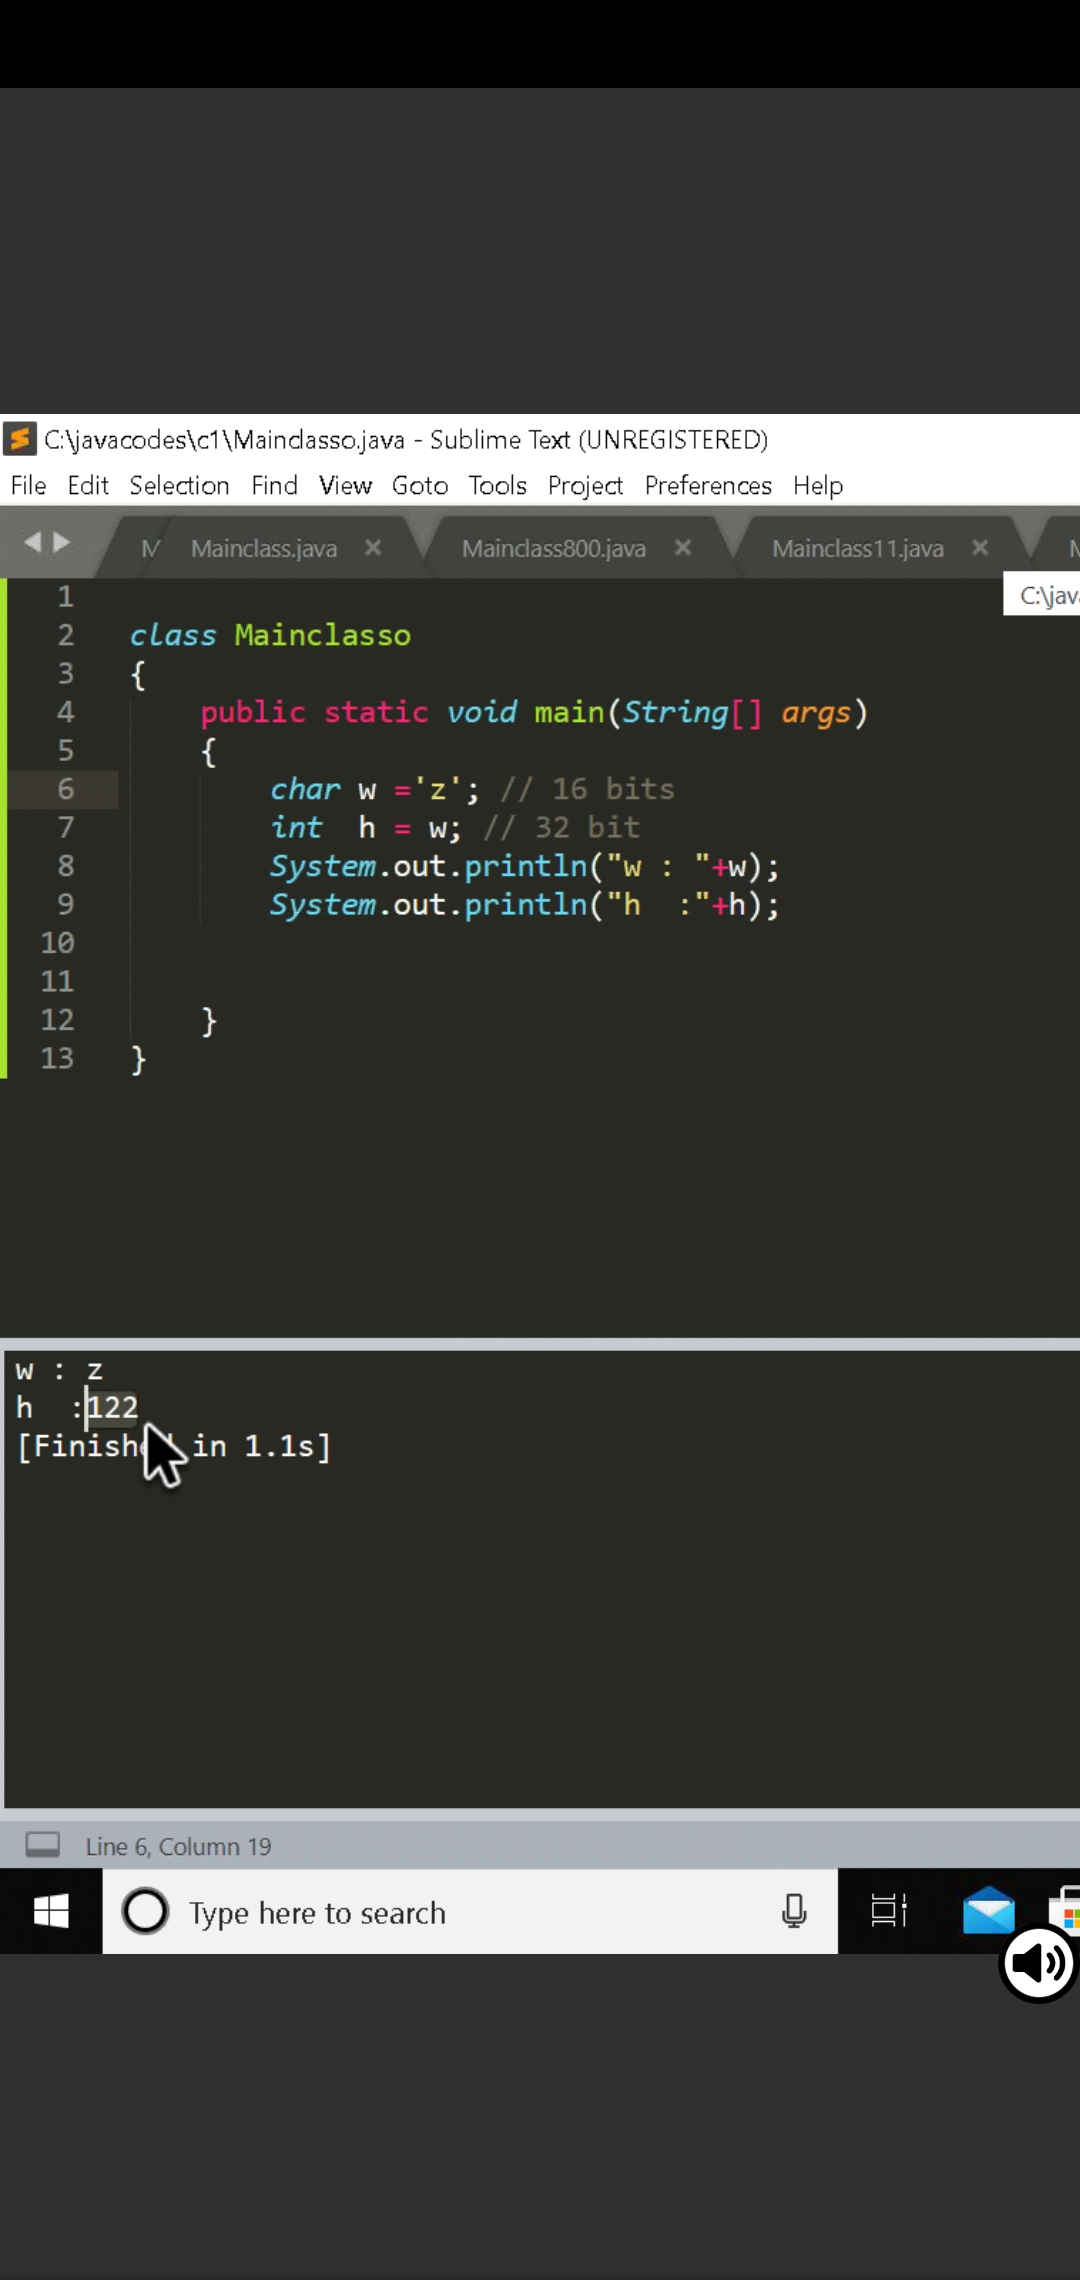 C:\javacodes\c1\Mainclasso.java - Sublime Text (UNREGISTERED)
File Edit Selection Find View Goto Tools Project Preferences Help
M Mainclass.java × Mainclass800.java × Mainclass11.java ×
C:\jav
1
2 class Mainclasso
3 {
4 public static void main(String[] args)
5 {
6 char w ='z'; // 16 bits
7 int  h = w; // 32 bit
8 System.out.println("w : "+w);
9 System.out.println("h  :"+h);
10
11
12 }
13 }
w : z
h  :122
[Finished in 1.1s]
Line 6, Column 19
Type here to search